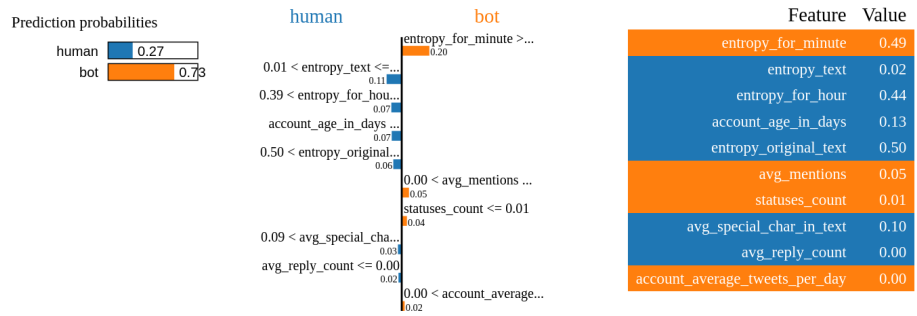 Prediction probabilities
human 0.27
bot 0.73
human bot
entropy_for_minute >...
0.20
0.01 < entropy_text <=...
0.11
0.39 < entropy_for_hou...
0.07
account_age_in_days ...
0.07
0.50 < entropy_original...
0.06
0.00 < avg_mentions ...
0.05
statuses_count <= 0.01
0.04
0.09 < avg_special_cha...
0.03
avg_reply_count <= 0.00
0.02
0.00 < account_average...
0.02
Feature Value
entropy_for_minute 0.49
entropy_text 0.02
entropy_for_hour 0.44
account_age_in_days 0.13
entropy_original_text 0.50
avg_mentions 0.05
statuses_count 0.01
avg_special_char_in_text 0.10
avg_reply_count 0.00
account_average_tweets_per_day 0.00